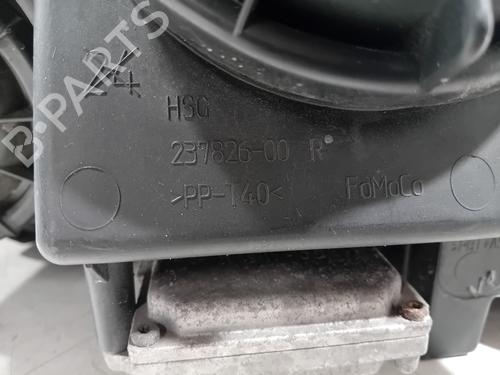 B-PARTS
HSG
237826-00 R
>PP-T40< FoMoCo